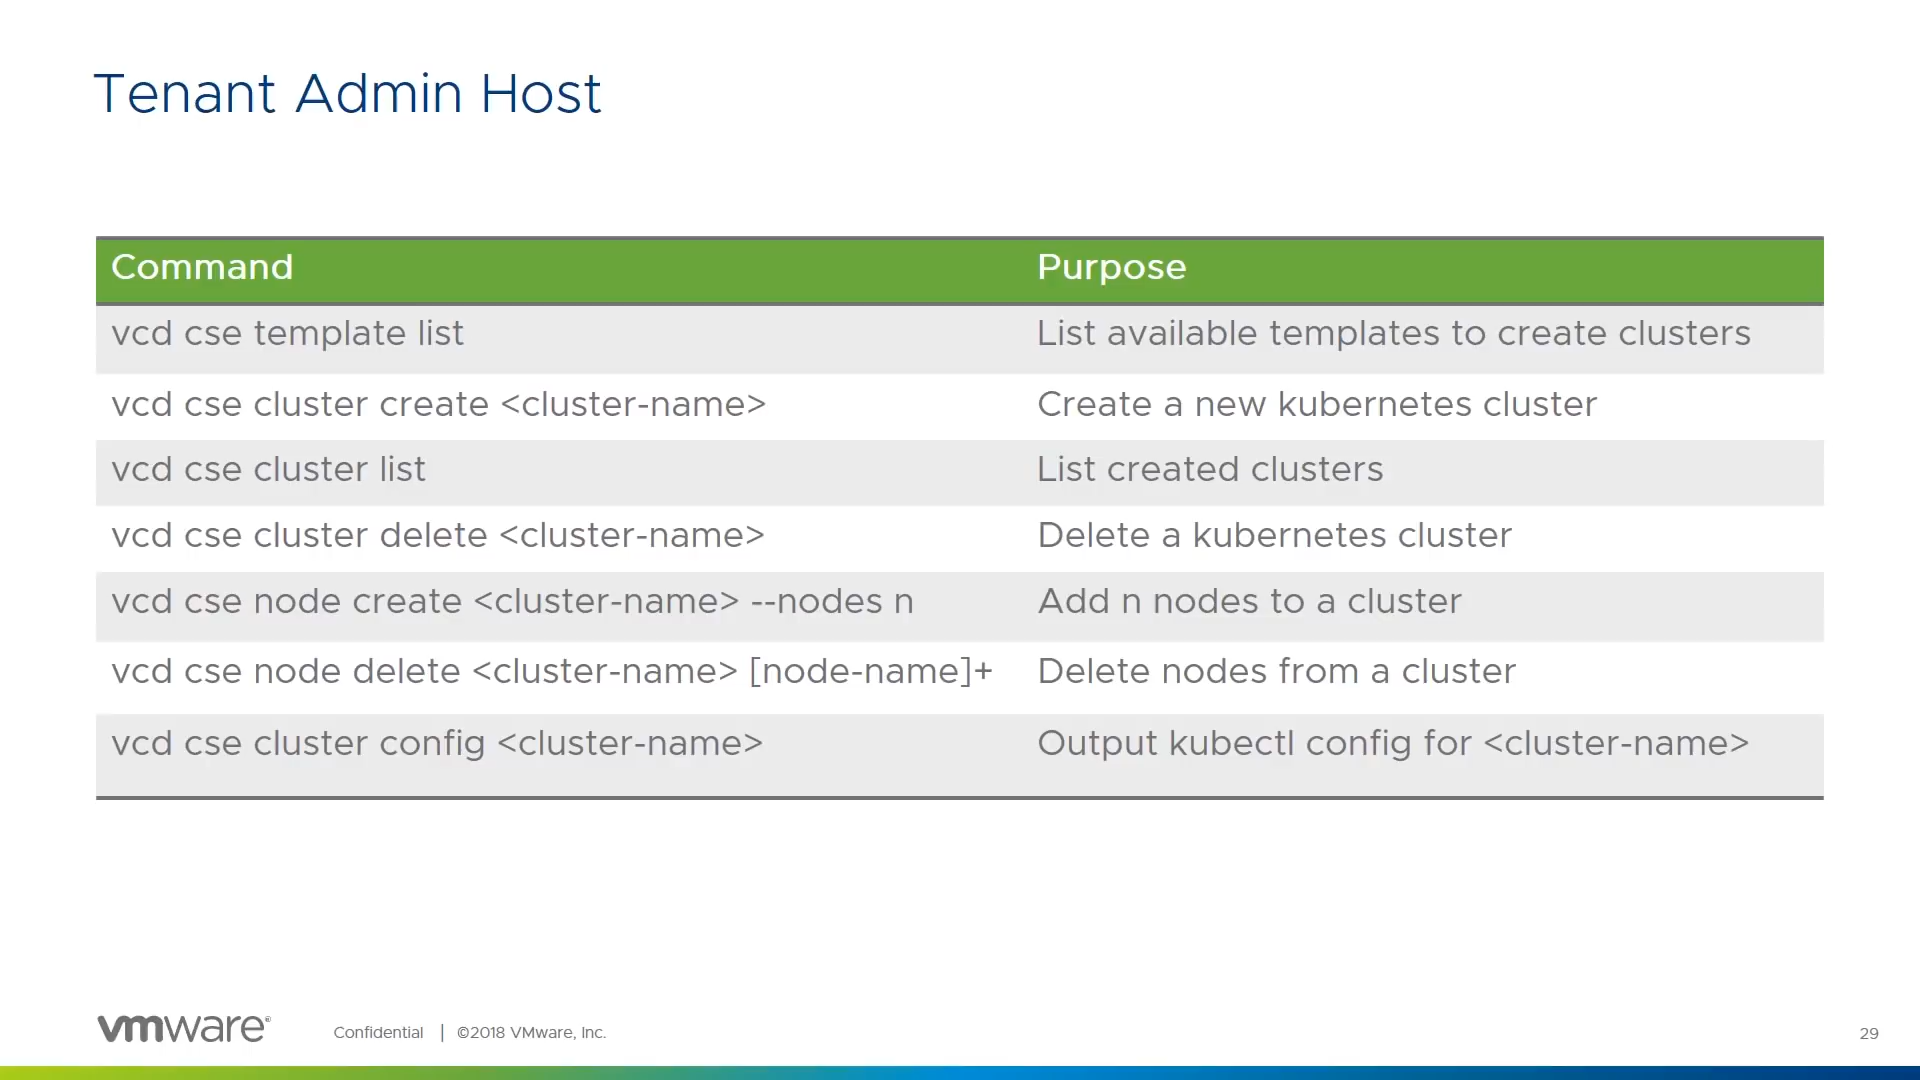 Tenant Admin Host
Command Purpose
vcd cse template list List available templates to create clusters
vcd cse cluster create <cluster-name> Create a new kubernetes cluster
vcd cse cluster list List created clusters
vcd cse cluster delete <cluster-name> Delete a kubernetes cluster
vcd cse node create <cluster-name> --nodes n Add n nodes to a cluster
vcd cse node delete <cluster-name> [node-name]+ Delete nodes from a cluster
vcd cse cluster config <cluster-name> Output kubectl config for <cluster-name>
vmware® Confidential | ©2018 VMware, Inc. 29